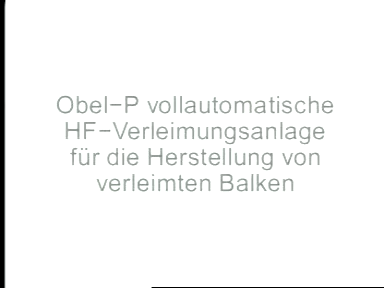 Obel-P vollautomatische
HF-Verleimungsanlage
für die Herstellung von
verleimten Balken